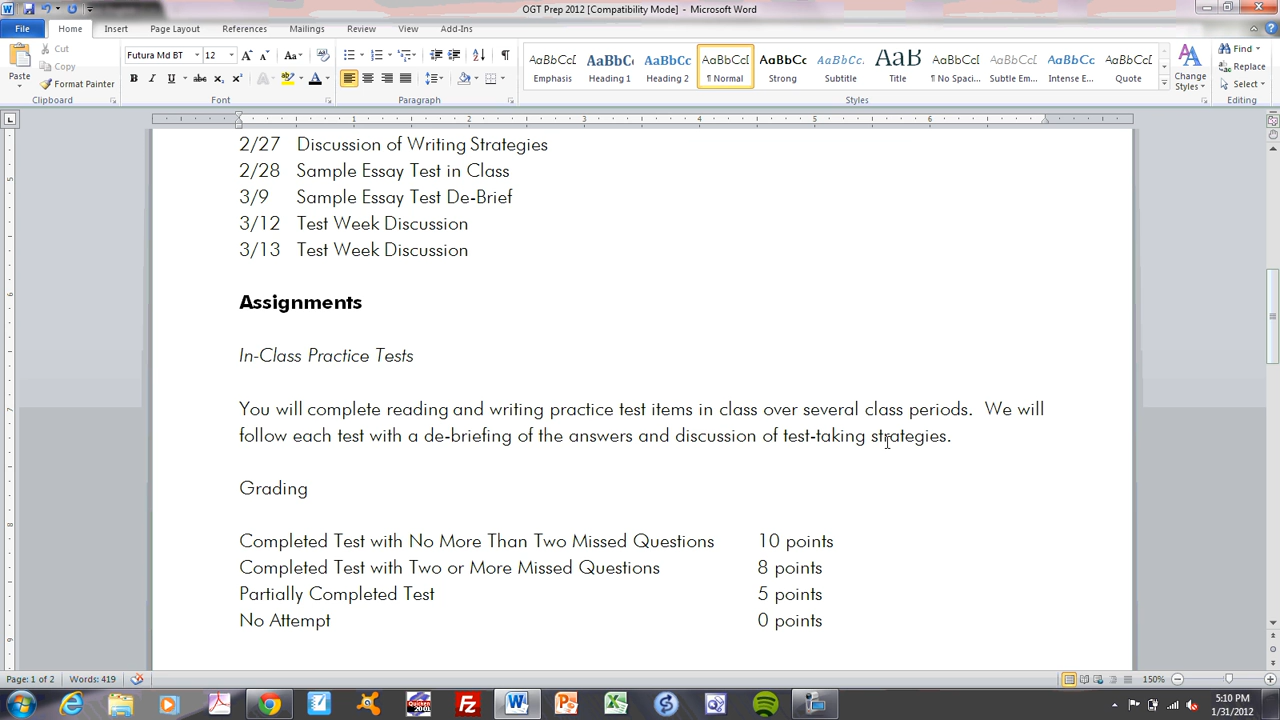 OGT Prep 2012 [Compatibility Mode] - Microsoft Word
File Home Insert Page Layout References Mailings Review View Add-Ins
Paste
Cut
Copy
Format Painter
Clipboard
Futura Md BT 12
Font
Paragraph
AaBbCcI AaBbCc AaBbCc AaBbCcI AaBbCc AaBbCc AaB AaBbCcI AaBbCc AaBbCc AaBbCcI
Emphasis Heading 1 Heading 2 ¶ Normal Strong Subtitle Title ¶ No Spaci... Subtle Em... Intense E... Quote
Styles
Change Styles
Find
Replace
Select
Editing
1 2 3 4 5 6
2/27 Discussion of Writing Strategies
2/28 Sample Essay Test in Class
3/9 Sample Essay Test De-Brief
3/12 Test Week Discussion
3/13 Test Week Discussion
Assignments
In-Class Practice Tests
You will complete reading and writing practice test items in class over several class periods. We will
follow each test with a de-briefing of the answers and discussion of test-taking strategies.
Grading
Completed Test with No More Than Two Missed Questions 10 points
Completed Test with Two or More Missed Questions 8 points
Partially Completed Test 5 points
No Attempt 0 points
Page: 1 of 2 Words: 419 150%
5:10 PM
1/31/2012